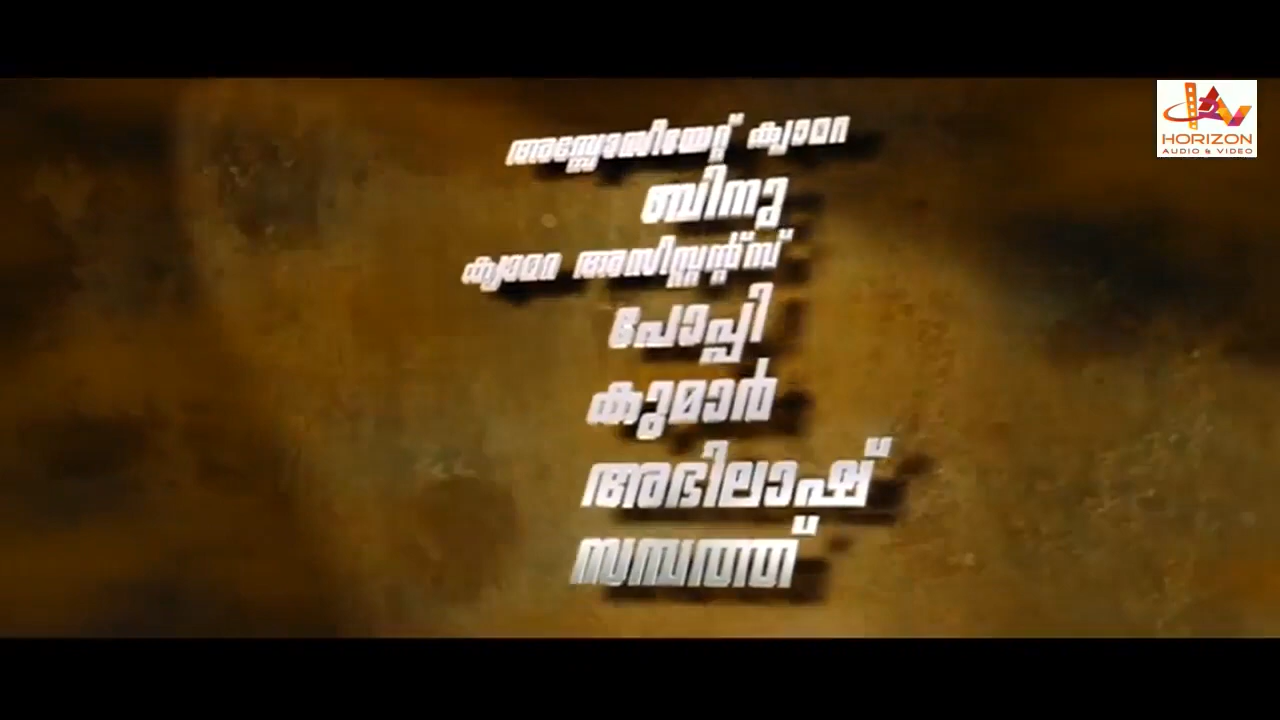 അസ്സോസിയേറ്റ് ക്യാമറ
ബിനു
ക്യാമറ അസിസ്റ്റന്റ്സ്
പോപ്പി
കുമാർ
അഭിലാഷ്
സമ്പത്ത്
HORIZON
AUDIO & VIDEO